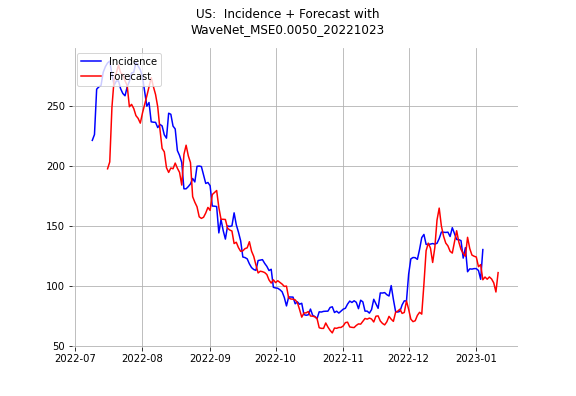 US:  Incidence + Forecast with
WaveNet_MSE0.0050_20221023
Incidence
Forecast
250
200
150
100
50
2022-07 2022-08 2022-09 2022-10 2022-11 2022-12 2023-01